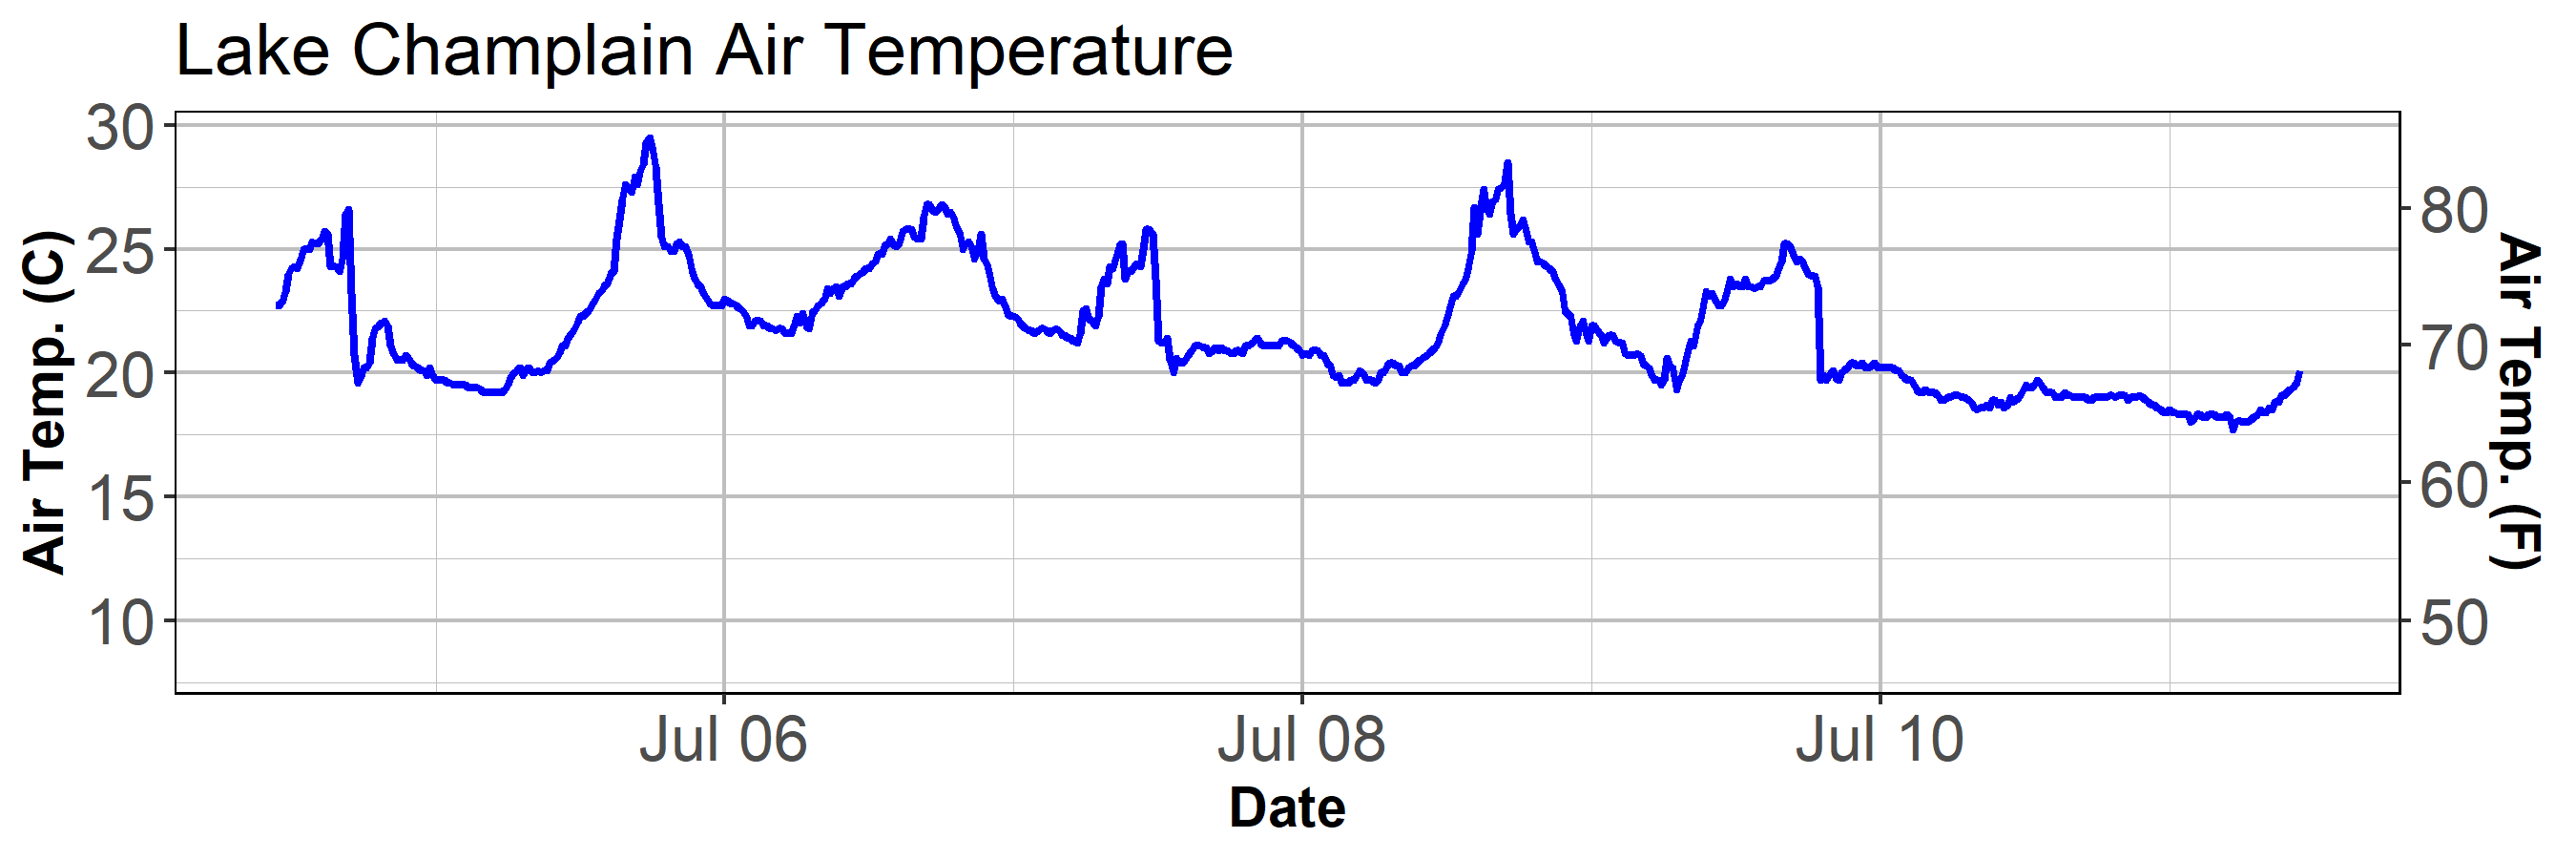 Lake Champlain Air Temperature
Air Temp. (C)
30
25
20
15
10
80
70
60
50
Air Temp. (F)
Jul 06
Jul 08
Jul 10
Date